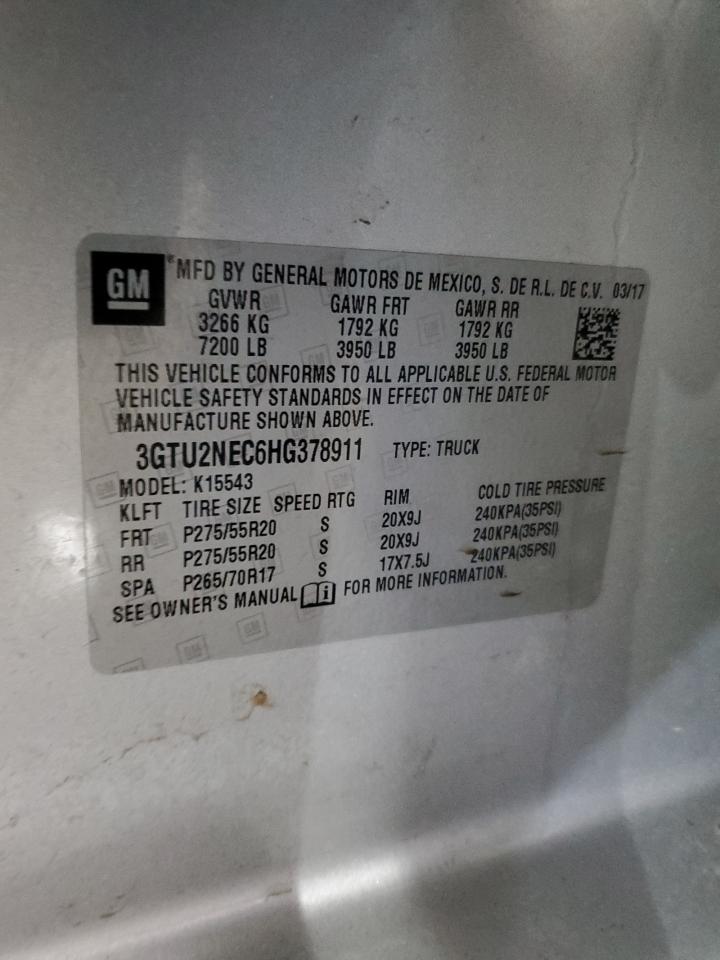 GM
®MFD BY GENERAL MOTORS DE MEXICO, S. DE R.L. DE C.V. 03/17
GVWR GAWR FRT GAWR RR
3266 KG 1792 KG 1792 KG
7200 LB 3950 LB 3950 LB
THIS VEHICLE CONFORMS TO ALL APPLICABLE U.S. FEDERAL MOTOR
VEHICLE SAFETY STANDARDS IN EFFECT ON THE DATE OF
MANUFACTURE SHOWN ABOVE.
3GTU2NEC6HG378911 TYPE: TRUCK
MODEL: K15543
KLFT TIRE SIZE SPEED RTG RIM COLD TIRE PRESSURE
FRT P275/55R20 S 20X9J 240KPA(35PSI)
RR P275/55R20 S 20X9J 240KPA(35PSI)
SPA P265/70R17 S 17X7.5J 240KPA(35PSI)
SEE OWNER'S MANUAL FOR MORE INFORMATION.